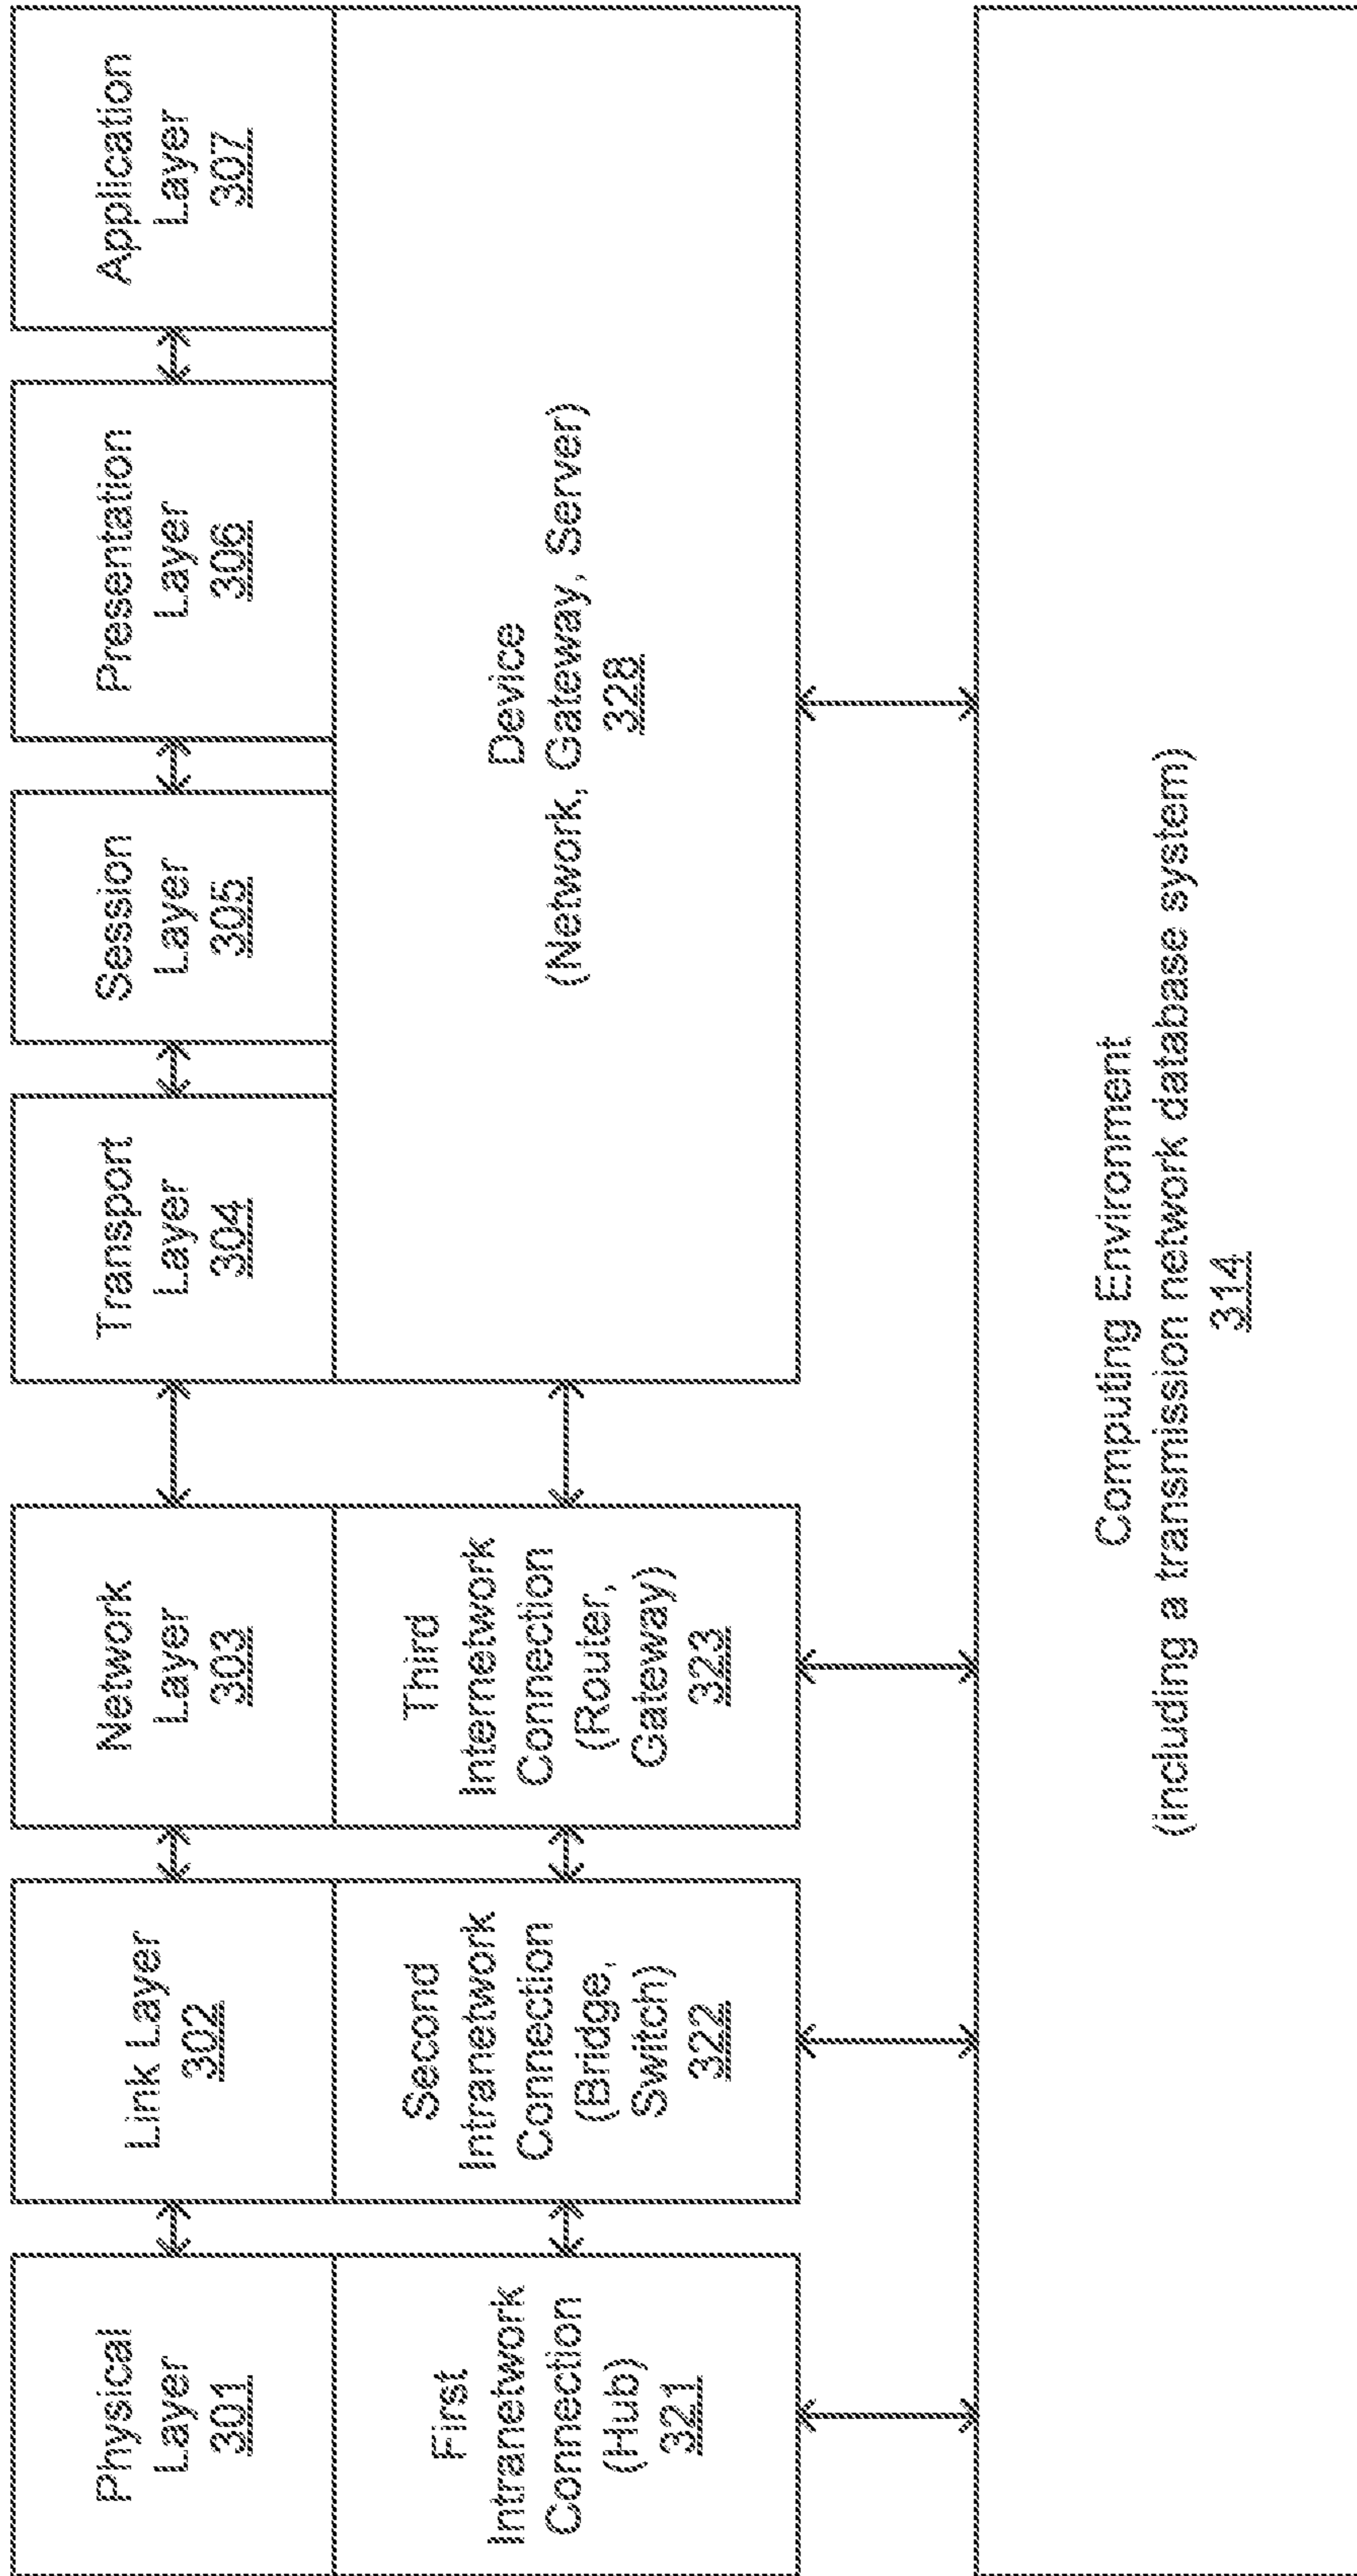 Physical
Layer
301
Link Layer
302
Network
Layer
303
Transport
Layer
304
Session
Layer
305
Presentation
Layer
306
Application
Layer
307
First
Intranetwork
Connection
(Hub)
321
Second
Intranetwork
Connection
(Bridge,
Switch)
322
Third
Internetwork
Connection
(Router,
Gateway)
323
Device
(Network, Gateway, Server)
328
Computing Environment
(including a transmission network database system)
314